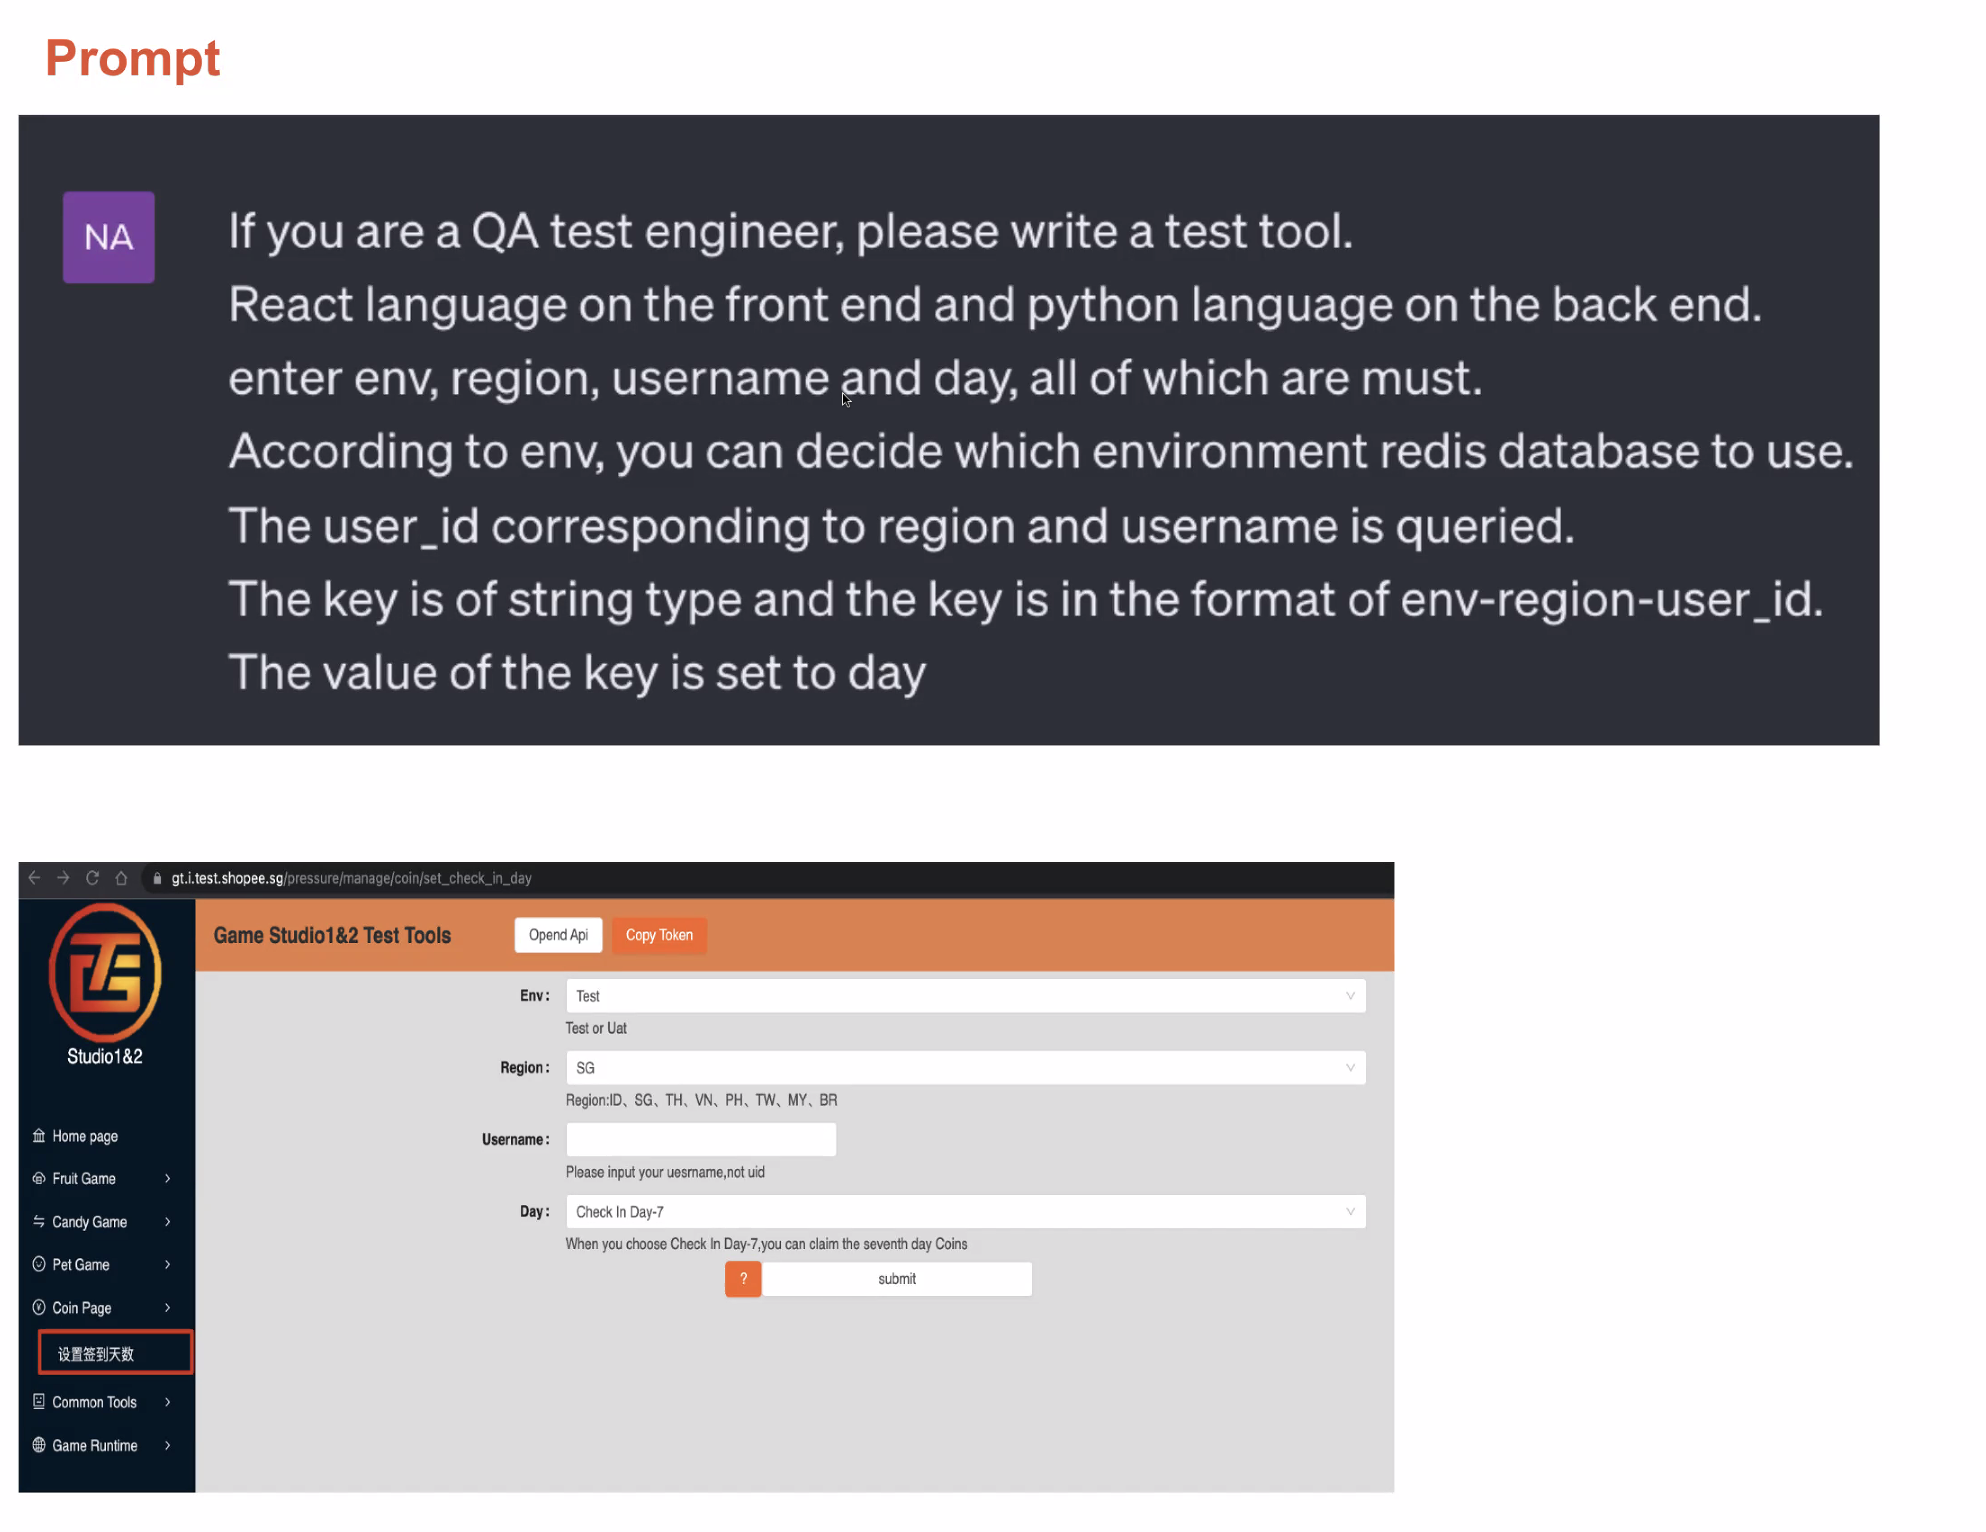 Prompt
NA
If you are a QA test engineer, please write a test tool.
React language on the front end and python language on the back end.
enter env, region, username and day, all of which are must.
According to env, you can decide which environment redis database to use.
The user_id corresponding to region and username is queried.
The key is of string type and the key is in the format of env-region-user_id.
The value of the key is set to day
gt.i.test.shopee.sg/pressure/manage/coin/set_check_in_day
Game Studio1&2 Test Tools
Opend Api
Copy Token
Studio1&2
Home page
Fruit Game
Candy Game
Pet Game
Coin Page
设置签到天数
Common Tools
Game Runtime
Env:
Test
Test or Uat
Region:
SG
Region:ID、SG、TH、VN、PH、TW、MY、BR
Username:
Please input your uesrname,not uid
Day:
Check In Day-7
When you choose Check In Day-7,you can claim the seventh day Coins
?
submit